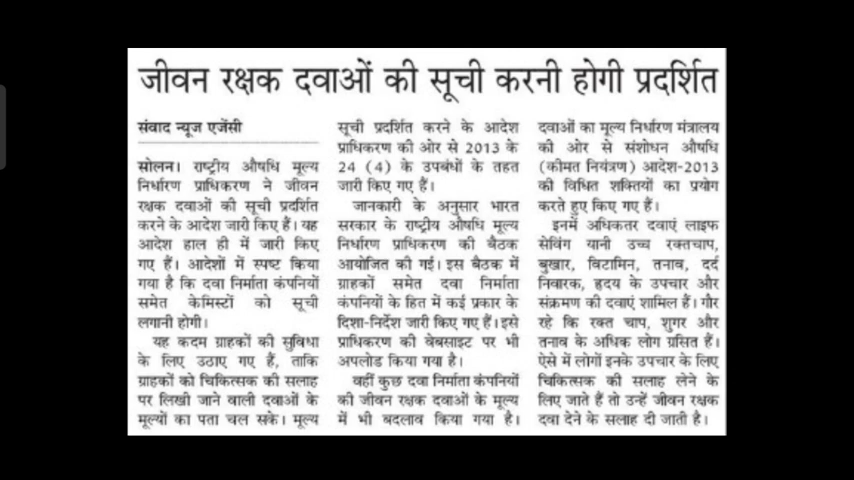 जीवन रक्षक दवाओं की सूची करनी होगी प्रदर्शित
संवाद न्यूज एजेंसी
सोलन। राष्ट्रीय औषधि मूल्य
निर्धारण प्राधिकरण ने जीवन
रक्षक दवाओं की सूची प्रदर्शित
करने के आदेश जारी किए हैं। यह
आदेश हाल ही में जारी किए
गए हैं। आदेशों में स्पष्ट किया
गया है कि दवा निर्माता कंपनियों
समेत केमिस्टों को सूची
लगानी होगी।
यह कदम ग्राहकों की सुविधा
के लिए उठाए गए हैं, ताकि
ग्राहकों को चिकित्सक की सलाह
पर लिखी जाने वाली दवाओं के
मूल्यों का पता चल सके। मूल्य
सूची प्रदर्शित करने के आदेश
प्राधिकरण की ओर से 2013 के
24 (4) के उपबंधों के तहत
जारी किए गए हैं।
जानकारी के अनुसार भारत
सरकार के राष्ट्रीय औषधि मूल्य
निर्धारण प्राधिकरण की बैठक
आयोजित की गई। इस बैठक में
ग्राहकों समेत दवा निर्माता
कंपनियों के हित में कई प्रकार के
दिशा-निर्देश जारी किए गए हैं। इसे
प्राधिकरण की वेबसाइट पर भी
अपलोड किया गया है।
वहीं कुछ दवा निर्माता कंपनियों
की जीवन रक्षक दवाओं के मूल्य
में भी बदलाव किया गया है।
दवाओं का मूल्य निर्धारण मंत्रालय
की ओर से संशोधन औषधि
(कीमत नियंत्रण) आदेश-2013
की विधित शक्तियों का प्रयोग
करते हुए किए गए हैं।
इनमें अधिकतर दवाएं लाइफ
सेविंग यानी उच्च रक्तचाप,
बुखार, विटामिन, तनाव, दर्द
निवारक, हृदय के उपचार और
संक्रमण की दवाएं शामिल हैं। गौर
रहे कि रक्त चाप, शुगर और
तनाव के अधिक लोग ग्रसित हैं।
ऐसे में लोगों इनके उपचार के लिए
चिकित्सक की सलाह लेने के
लिए जाते हैं तो उन्हें जीवन रक्षक
दवा देने के सलाह दी जाती है।